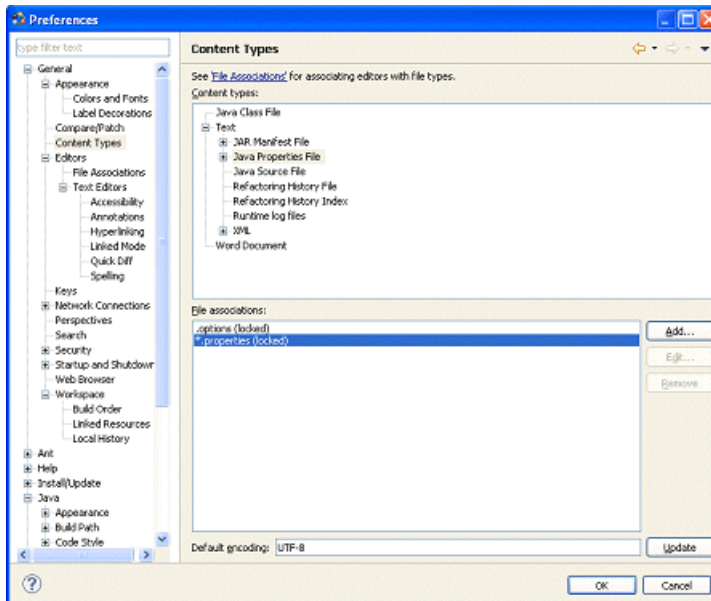 Preferences
type filter text
General
Appearance
Colors and Fonts
Label Decorations
Compare/Patch
Content Types
Editors
File Associations
Text Editors
Accessibility
Annotations
Hyperlinking
Linked Mode
Quick Diff
Spelling
Keys
Network Connections
Perspectives
Search
Security
Startup and Shutdown
Web Browser
Workspace
Build Order
Linked Resources
Local History
Ant
Help
Install/Update
Java
Appearance
Build Path
Code Style
Content Types
See 'File Associations' for associating editors with file types.
Content types:
Java Class File
Text
JAR Manifest File
Java Properties File
Java Source File
Refactoring History File
Refactoring History Index
Runtime log files
XML
Word Document
File associations:
.options (locked)
*.properties (locked)
Add...
Edit...
Remove
Default encoding: UTF-8
Update
OK
Cancel